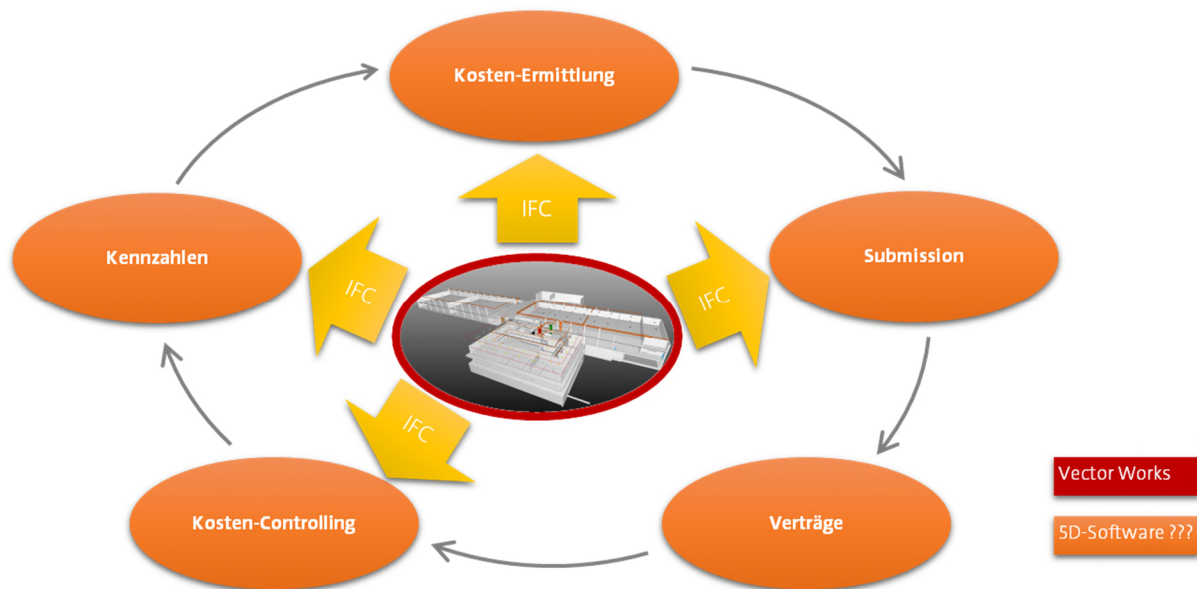 Kosten-Ermittlung
IFC
Kennzahlen
Submission
IFC
IFC
IFC
Kosten-Controlling
Verträge
Vector Works
5D-Software ???